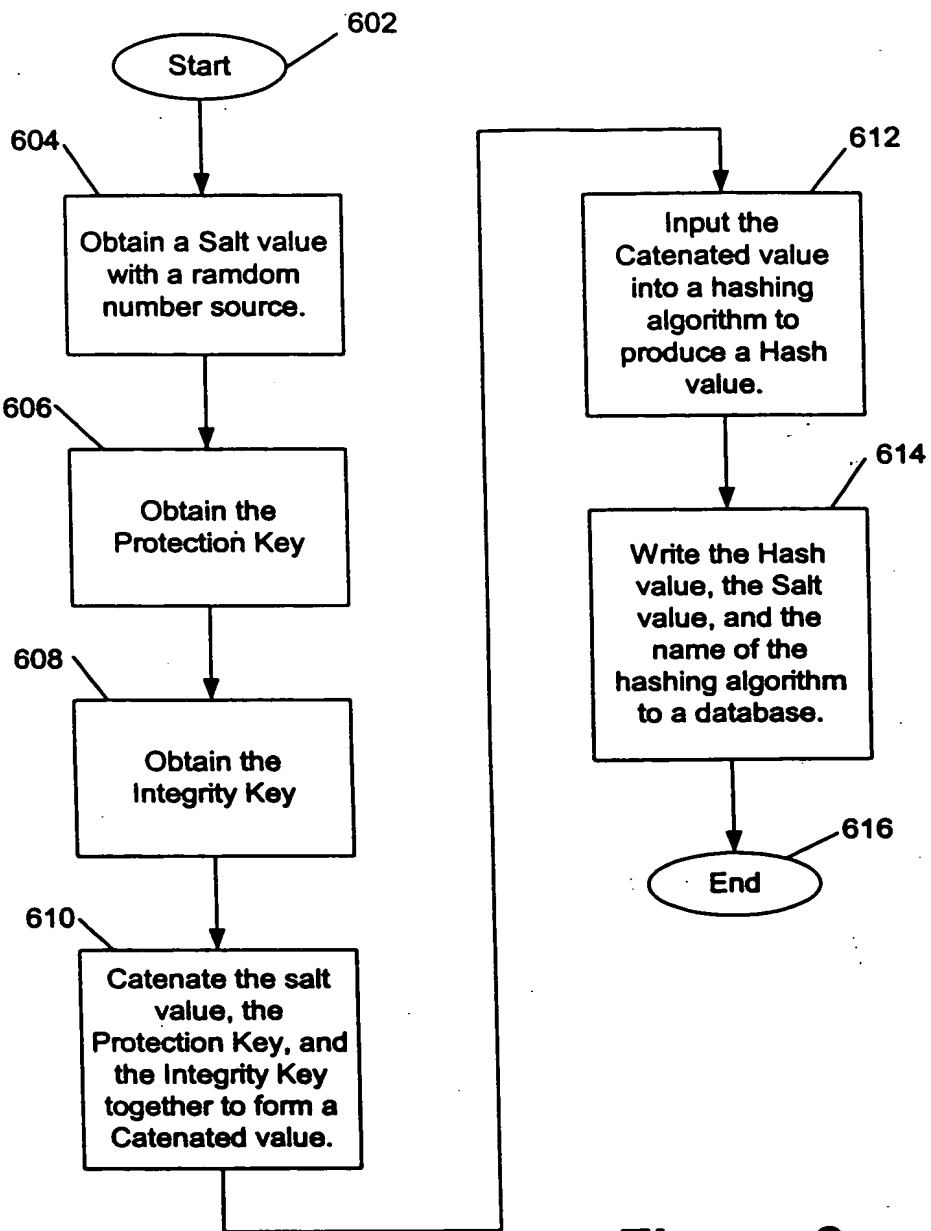 602
Start
604
Obtain a Salt value
with a ramdom
number source.
606
Obtain the
Protection Key
608
Obtain the
Integrity Key
610
Catenate the salt
value, the
Protection Key, and
the Integrity Key
together to form a
Catenated value.
612
Input the
Catenated value
into a hashing
algorithm to
produce a Hash
value.
614
Write the Hash
value, the Salt
value, and the
name of the
hashing algorithm
to a database.
616
End